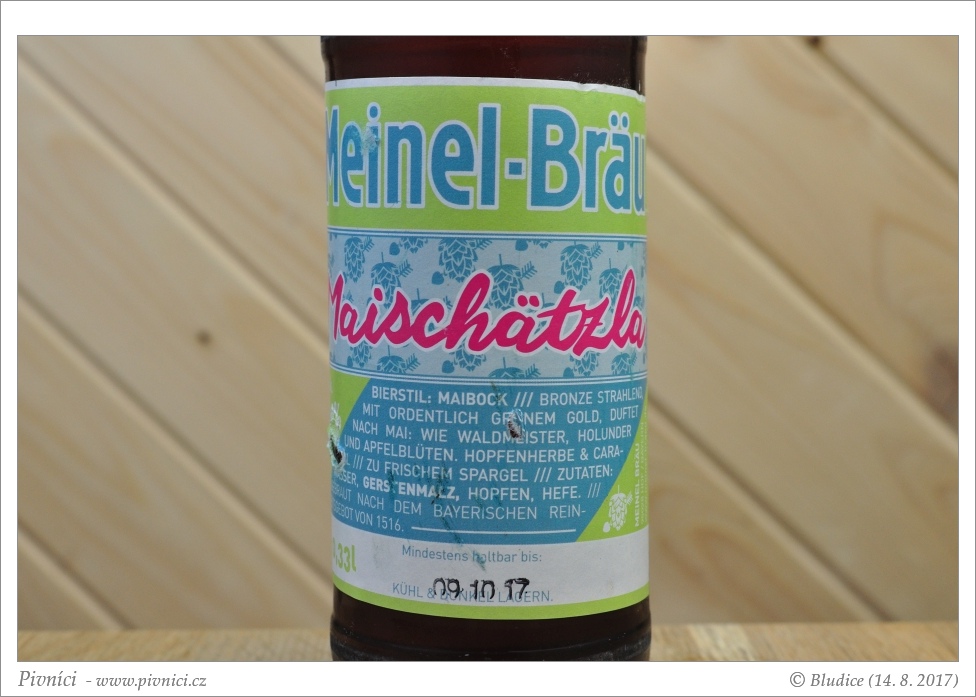 Meinel-Bräu
Maischätzla
BIERSTIL: MAIBOCK /// BRONZE STRAHLEND,
MIT ORDENTLICH GRÜNEM GOLD, DUFTET
NACH MAI: WIE WALDMEISTER, HOLUNDER
UND APFELBLÜTEN. HOPFENHERBE & CARA-
/// ZU FRISCHEM SPARGEL /// ZUTATEN:
GERSTENMALZ, HOPFEN, HEFE. ///
NACH DEM BAYERISCHEN REIN-
VON 1516.
MEINEL-BRÄU
0,33l
Mindestens haltbar bis:
09.10.17
KÜHL & DUNKEL LAGERN.
Pivníci - www.pivnici.cz
© Bludice (14. 8. 2017)